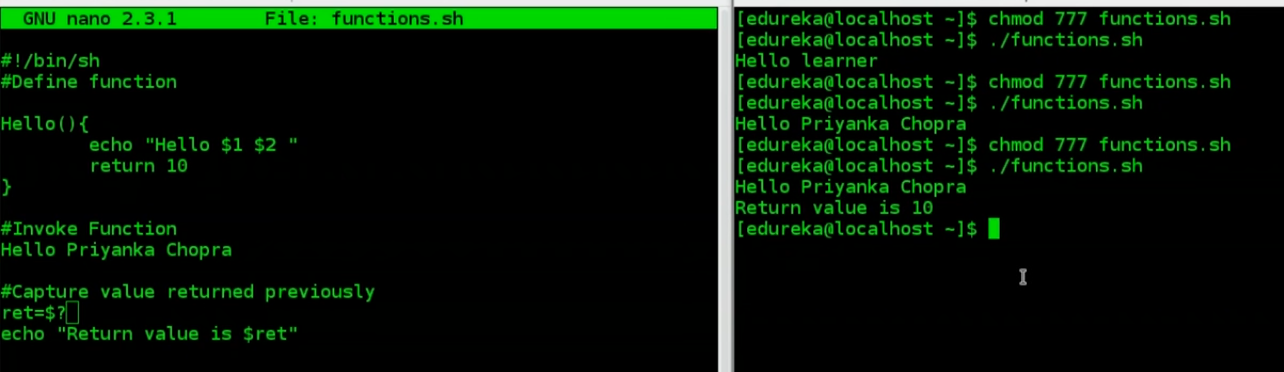 GNU nano 2.3.1 File: functions.sh
#!/bin/sh
#Define function
Hello(){
echo "Hello $1 $2 "
return 10
}
#Invoke Function
Hello Priyanka Chopra
#Capture value returned previously
ret=$?
echo "Return value is $ret"
[edureka@localhost ~]$ chmod 777 functions.sh
[edureka@localhost ~]$ ./functions.sh
Hello learner
[edureka@localhost ~]$ chmod 777 functions.sh
[edureka@localhost ~]$ ./functions.sh
Hello Priyanka Chopra
[edureka@localhost ~]$ chmod 777 functions.sh
[edureka@localhost ~]$ ./functions.sh
Hello Priyanka Chopra
Return value is 10
[edureka@localhost ~]$